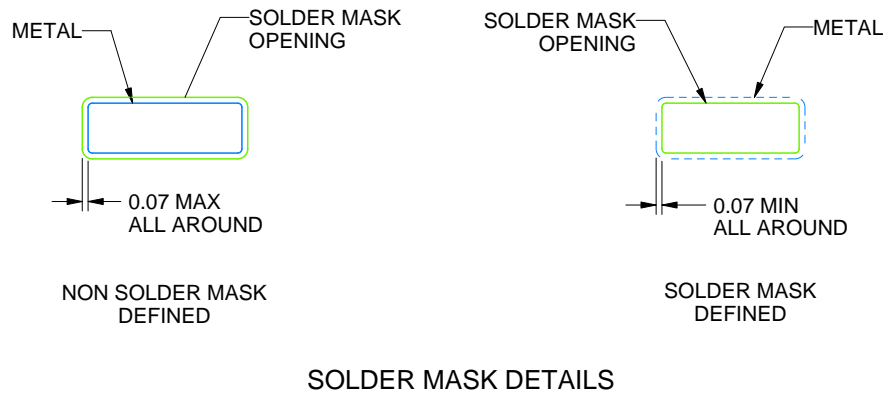 METAL
SOLDER MASK
OPENING
0.07 MAX
ALL AROUND
NON SOLDER MASK
DEFINED
SOLDER MASK
OPENING
METAL
0.07 MIN
ALL AROUND
SOLDER MASK
DEFINED
SOLDER MASK DETAILS